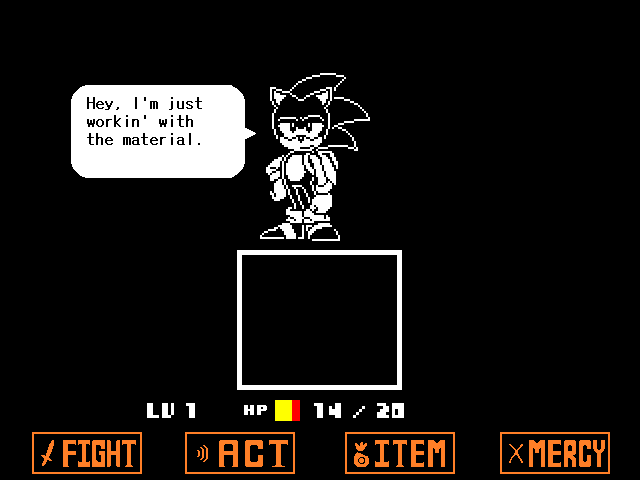 Hey, I'm just
workin' with
the material.
LV 1 HP 14 / 20
FIGHT ACT ITEM MERCY